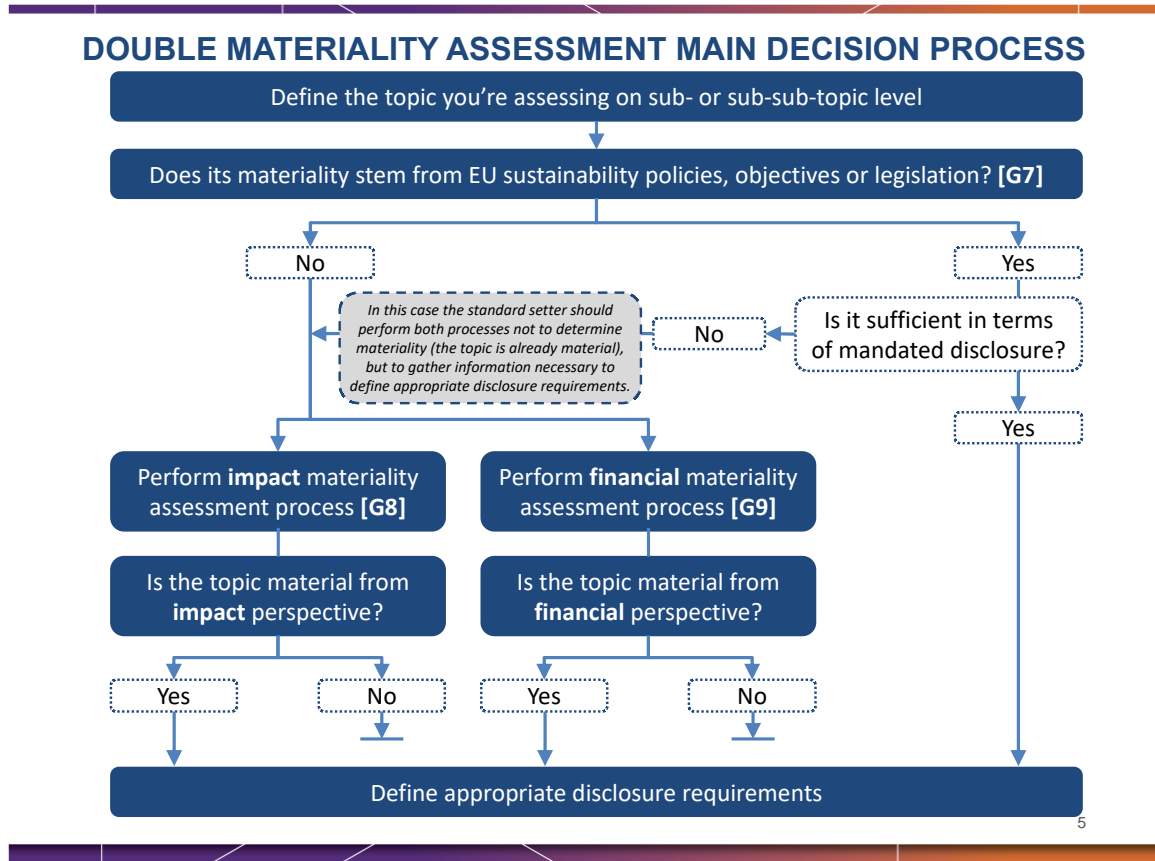 DOUBLE MATERIALITY ASSESSMENT MAIN DECISION PROCESS
Define the topic you're assessing on sub- or sub-sub-topic level
Does its materiality stem from EU sustainability policies, objectives or legislation? [G7]
No
Yes
In this case the standard setter should
perform both processes not to determine
materiality (the topic is already material),
but to gather information necessary to
define appropriate disclosure requirements.
No
Is it sufficient in terms
of mandated disclosure?
Yes
Perform impact materiality
assessment process [G8]
Perform financial materiality
assessment process [G9]
Is the topic material from
impact perspective?
Is the topic material from
financial perspective?
Yes
No
Yes
No
Define appropriate disclosure requirements
5